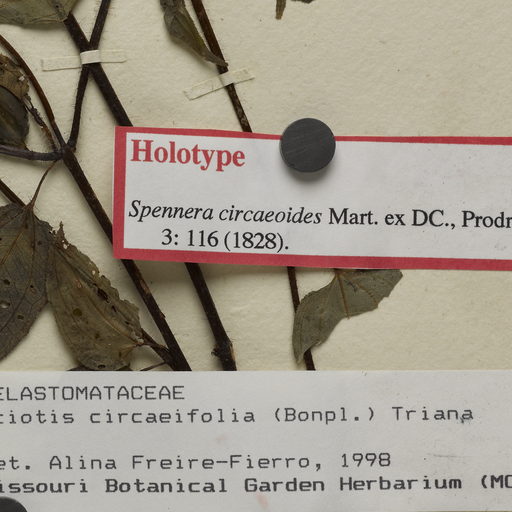 Holotype
Spennera circaeoides Mart. ex DC., Prodr
3: 116 (1828).
ELASTOMATACEAE
ciotis circaeifolia (Bonpl.) Triana
et. Alina Freire-Fierro, 1998
issouri Botanical Garden Herbarium (MO